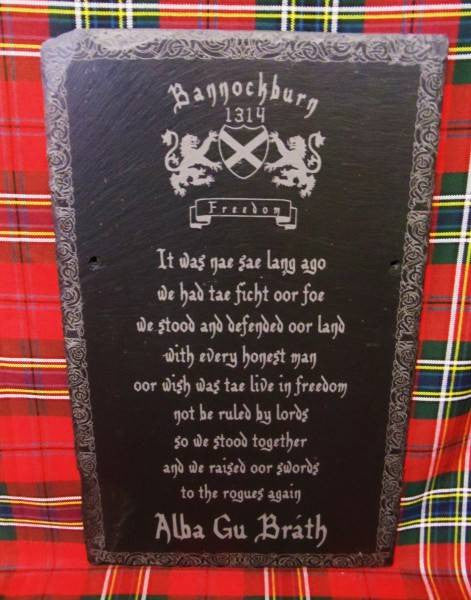 Bannockburn
1314
Freedom
It was nae sae lang ago
we had tae ficht oor foe
we stood and defended oor land
with every honest man
oor wish was tae live in freedom
not be ruled by lords
so we stood together
and we raised oor swords
to the rogues again
Alba Gu Bráth